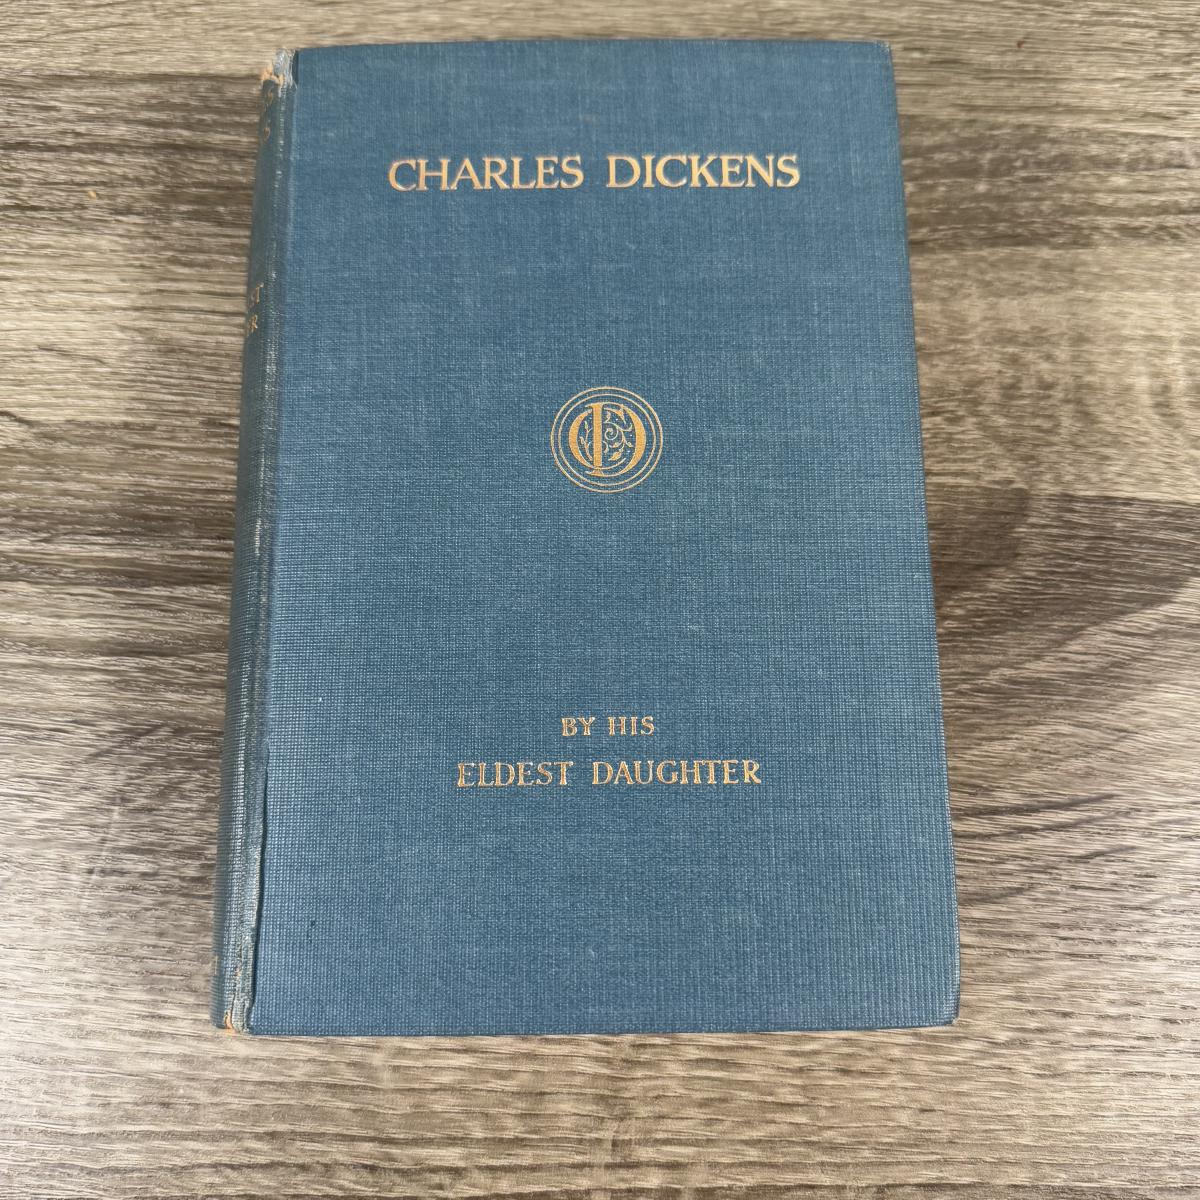 CHARLES DICKENS
BY HIS
ELDEST DAUGHTER